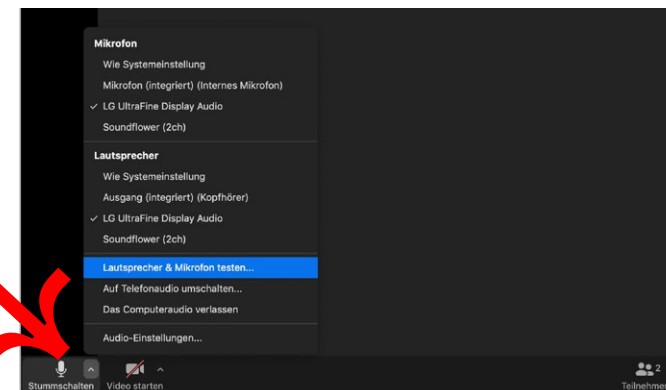 Mikrofon
Wie Systemeinstellung
Mikrofon (integriert) (Internes Mikrofon)
✓ LG UltraFine Display Audio
Soundflower (2ch)
Lautsprecher
Wie Systemeinstellung
Ausgang (integriert) (Kopfhörer)
✓ LG UltraFine Display Audio
Soundflower (2ch)
Lautsprecher & Mikrofon testen...
Auf Telefonaudio umschalten...
Das Computeraudio verlassen
Audio-Einstellungen...
2
Stummschalten Video starten Teilnehme